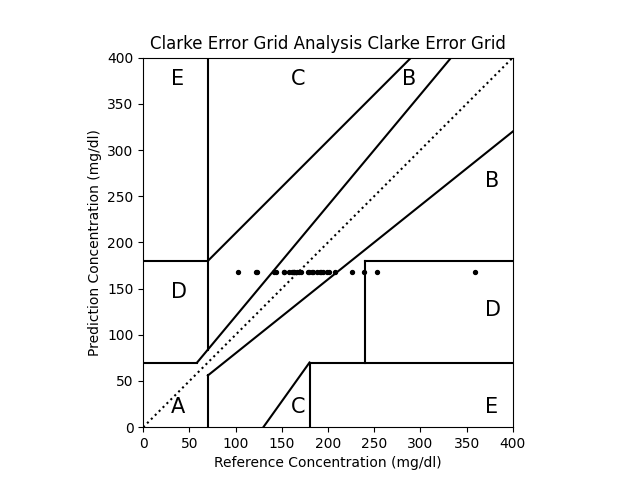 Clarke Error Grid Analysis Clarke Error Grid
400
350
300
250
200
150
100
50
0
Prediction Concentration (mg/dl)
E
C
B
B
D
D
A
C
E
0 50 100 150 200 250 300 350 400
Reference Concentration (mg/dl)